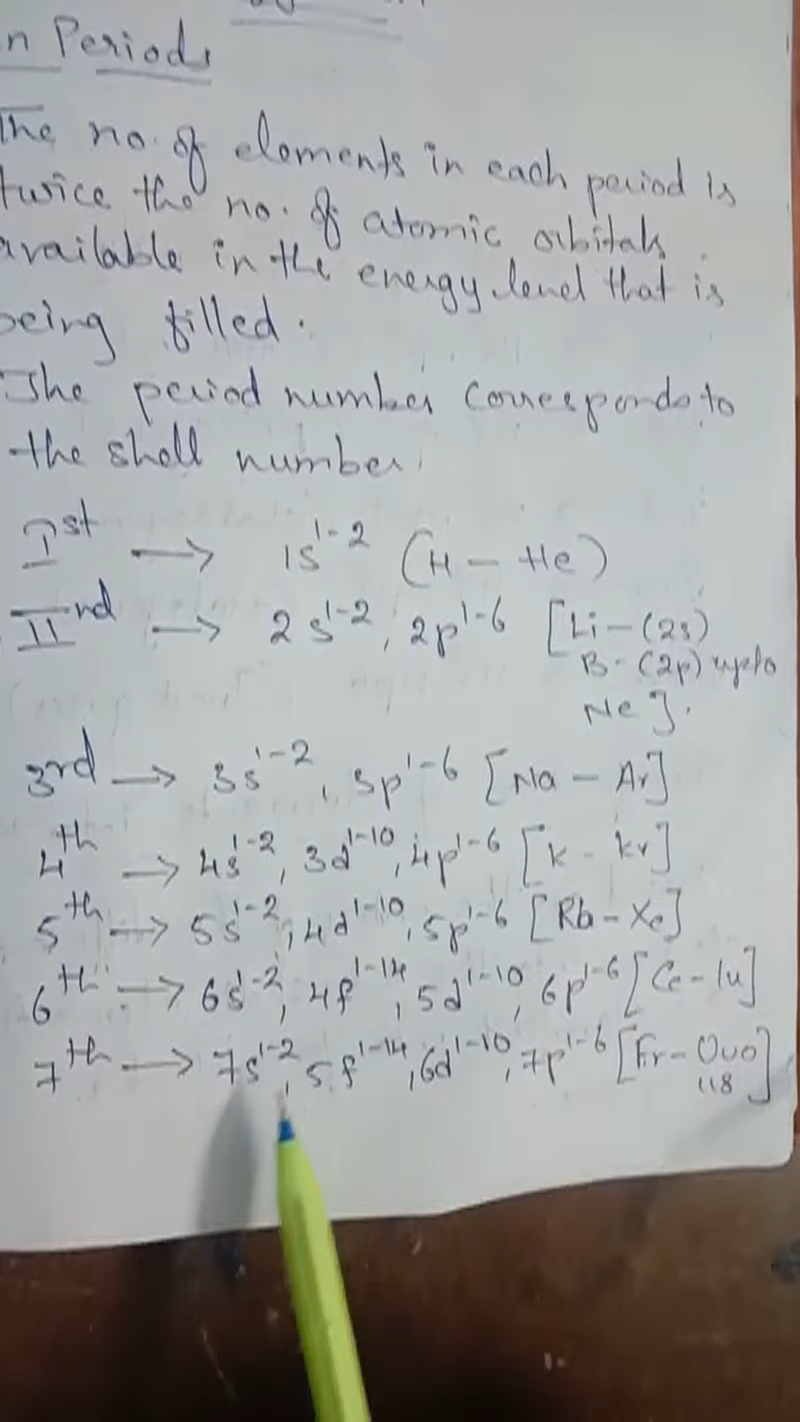 n Periods
The no. of elements in each period is
twice the no. of atomic orbitals
available in the energy level that is
being filled.
The period number corresponds to
the shell number.
Iˢᵗ → 1s¹⁻² (H - He)
IIⁿᵈ → 2s¹⁻², 2p¹⁻⁶ [Li - (2s)
B - (2p) upto
Ne].
3rd → 3s¹⁻², 3p¹⁻⁶ [Na - Ar]
4ᵗʰ → 4s¹⁻², 3d¹⁻¹⁰, 4p¹⁻⁶ [K - Kr]
5ᵗʰ → 5s¹⁻², 4d¹⁻¹⁰, 5p¹⁻⁶ [Rb - Xe]
6ᵗʰ → 6s¹⁻², 4f¹⁻¹⁴, 5d¹⁻¹⁰, 6p¹⁻⁶ [Ce - lu]
7ᵗʰ → 7s¹⁻², 5f¹⁻¹⁴, 6d¹⁻¹⁰, 7p¹⁻⁶ [Fr - Ouo]
118